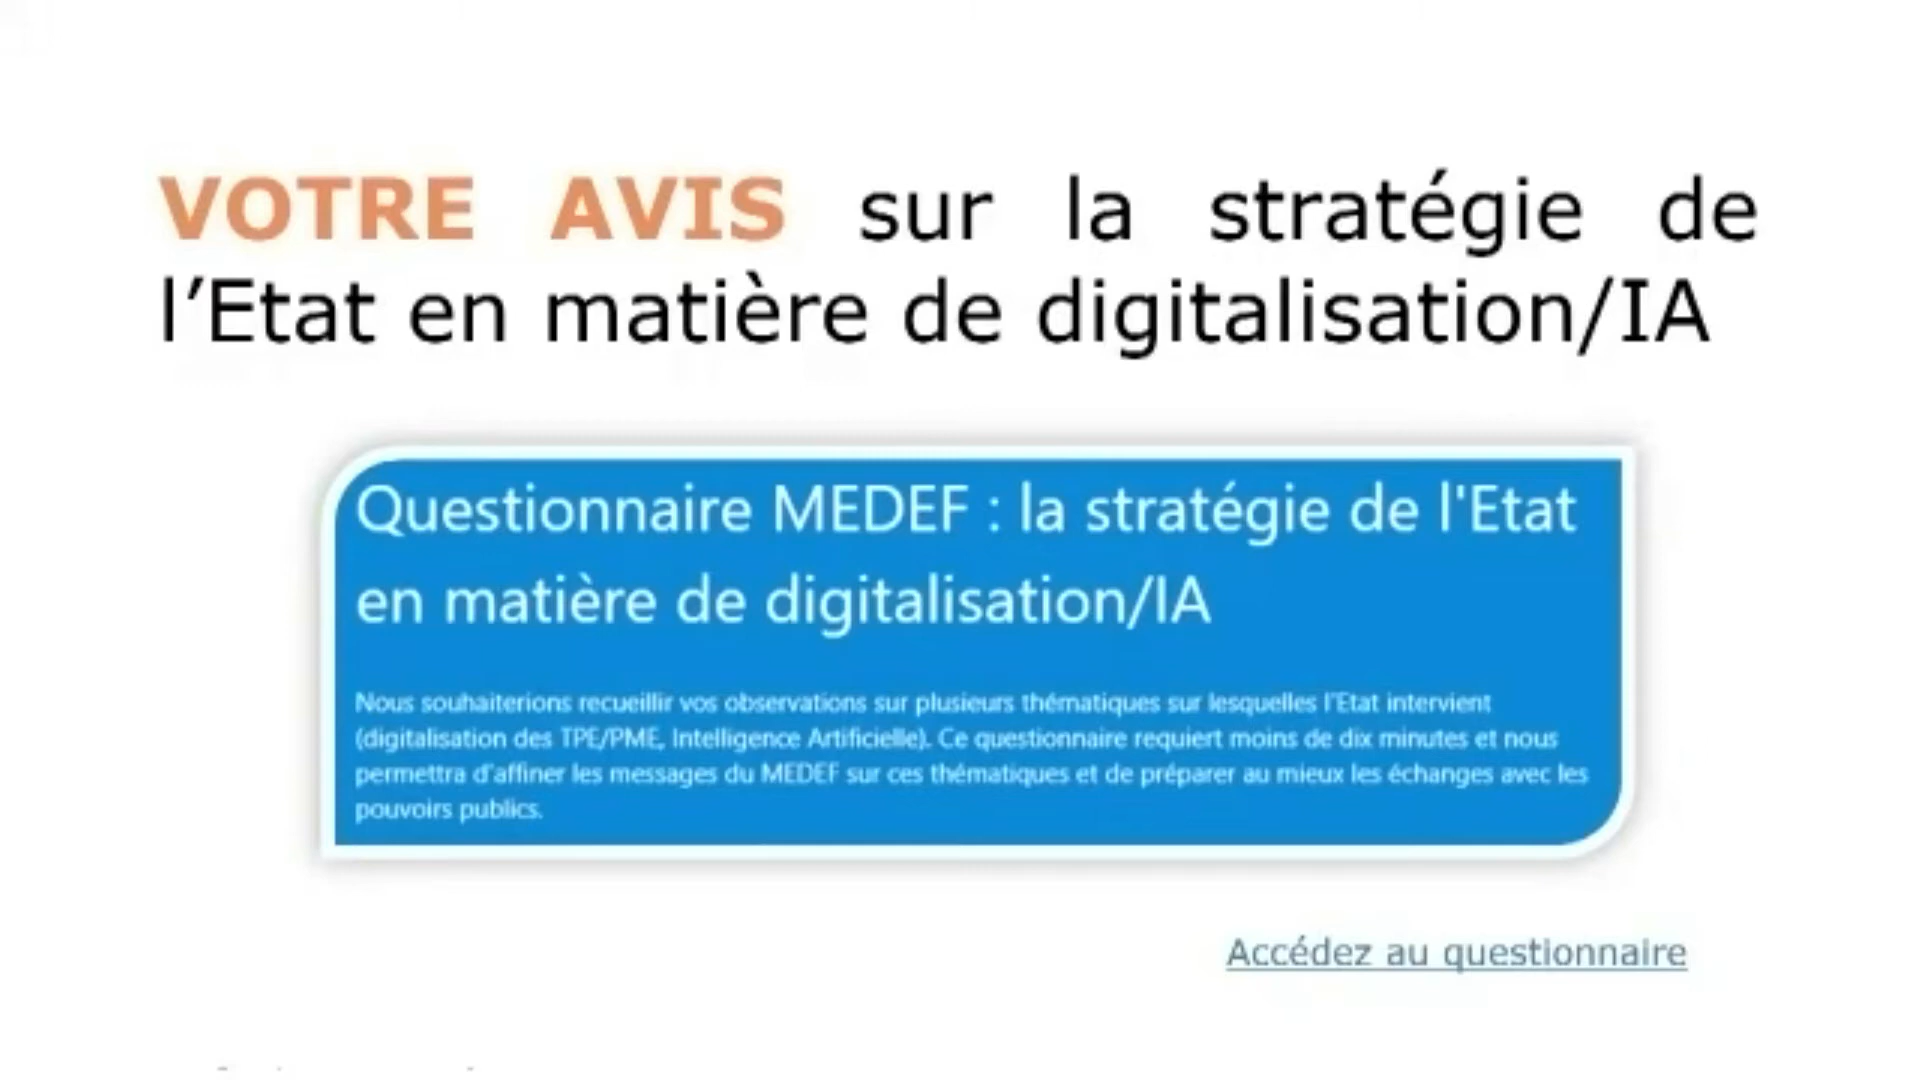 VOTRE AVIS sur la stratégie de
l’Etat en matière de digitalisation/IA
Questionnaire MEDEF : la stratégie de l'Etat
en matière de digitalisation/IA
Nous souhaiterions recueillir vos observations sur plusieurs thématiques sur lesquelles l'Etat intervient
(digitalisation des TPE/PME, Intelligence Artificielle). Ce questionnaire requiert moins de dix minutes et nous
permettra d'affiner les messages du MEDEF sur ces thématiques et de préparer au mieux les échanges avec les
pouvoirs publics.
Accédez au questionnaire